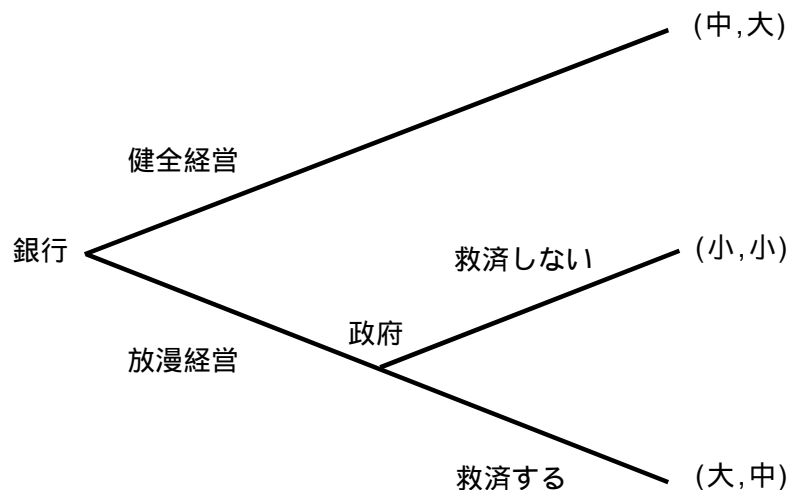 (中,大)
健全経営
銀行
救済しない
(小,小)
政府
放漫経営
救済する
(大,中)